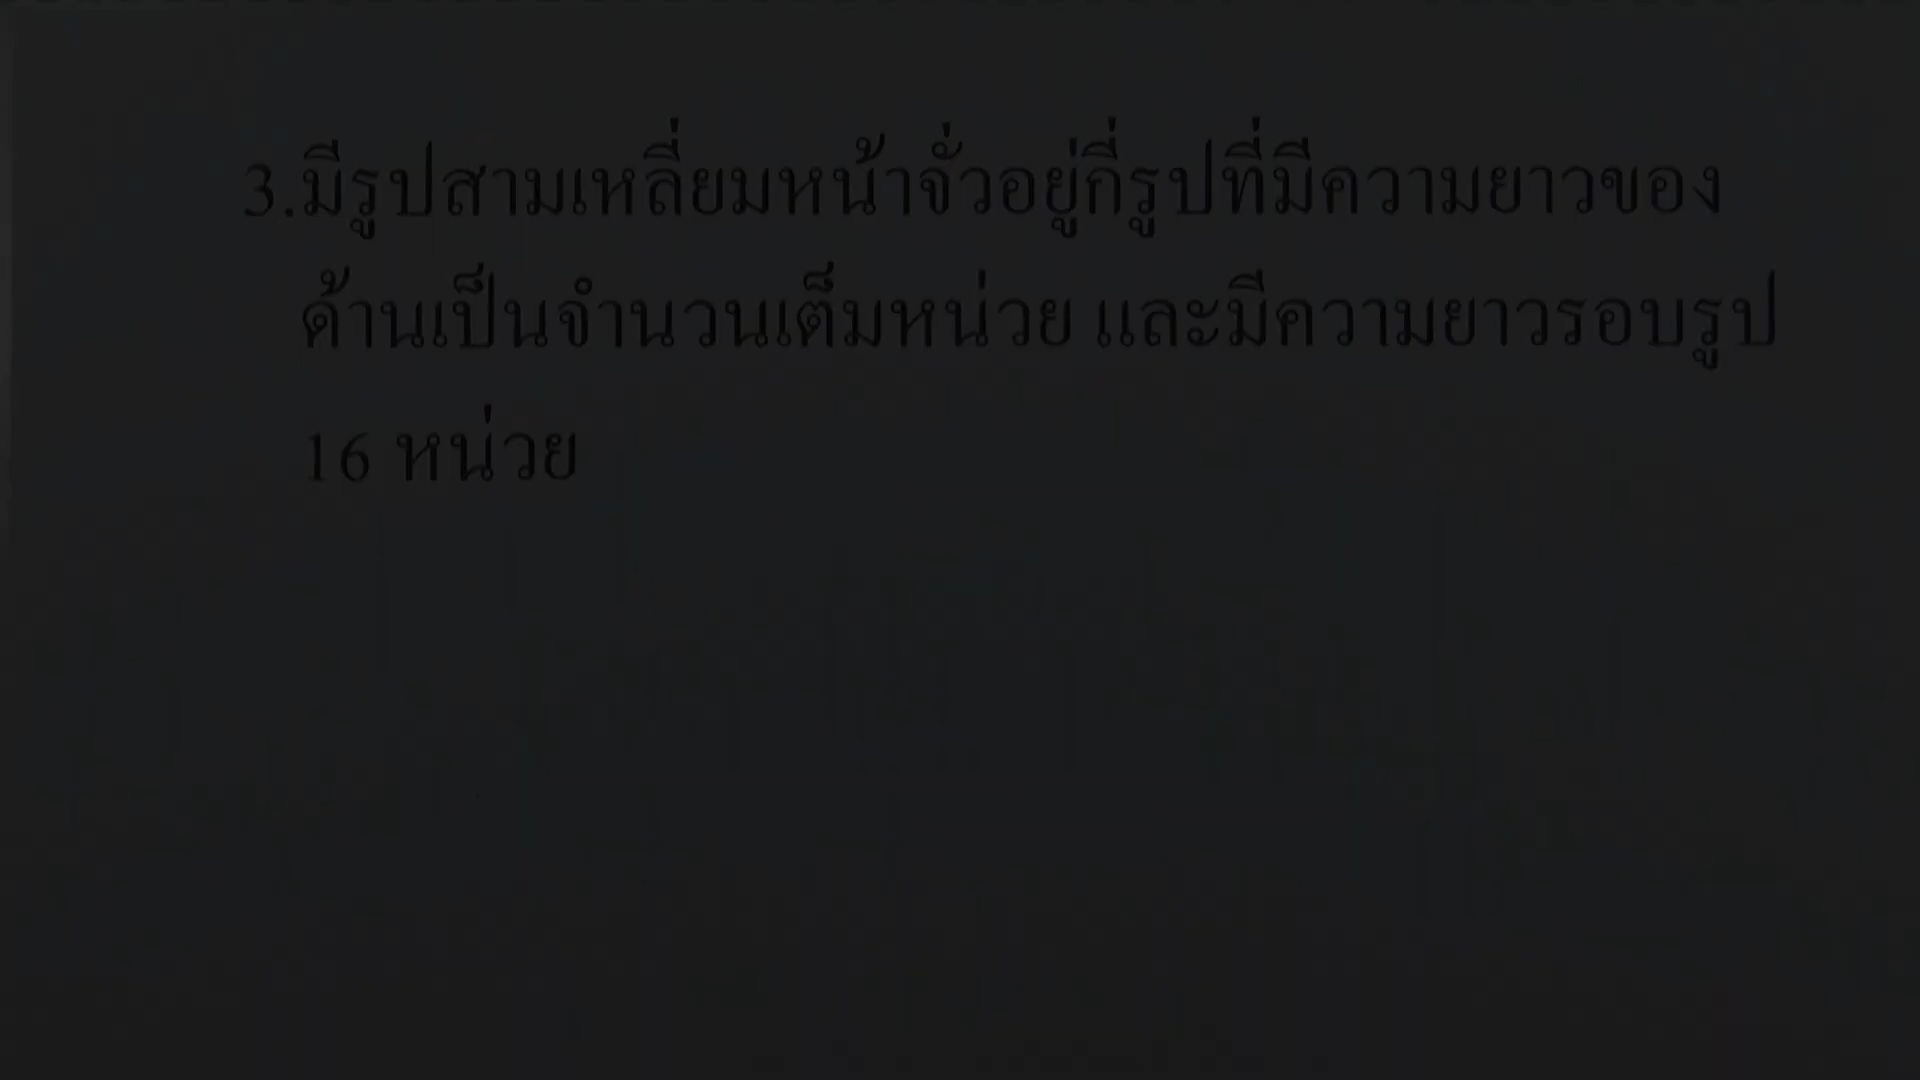 3.มีรูปสามเหลี่ยมหน้าจั่วอยู่กี่รูปที่มีความยาวของ
ด้านเป็นจำนวนเต็มหน่วย และมีความยาวรอบรูป
16 หน่วย